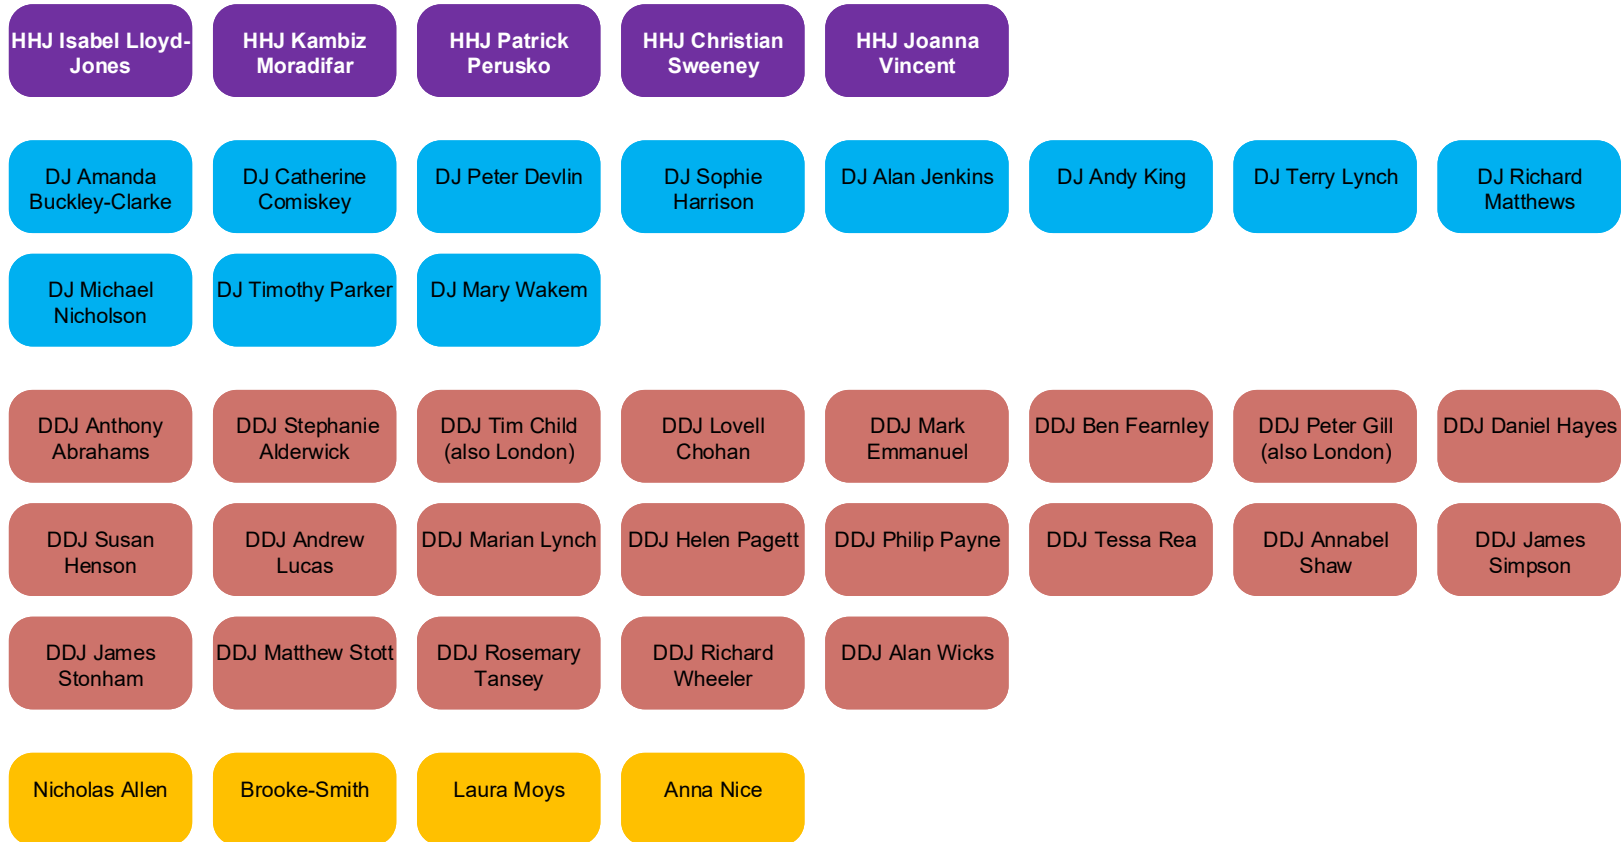 HHJ Isabel Lloyd-
Jones
HHJ Kambiz
Moradifar
HHJ Patrick
Perusko
HHJ Christian
Sweeney
HHJ Joanna
Vincent
DJ Amanda
Buckley-Clarke
DJ Catherine
Comiskey
DJ Peter Devlin
DJ Sophie
Harrison
DJ Alan Jenkins
DJ Andy King
DJ Terry Lynch
DJ Richard
Matthews
DJ Michael
Nicholson
DJ Timothy Parker
DJ Mary Wakem
DDJ Anthony
Abrahams
DDJ Stephanie
Alderwick
DDJ Tim Child
(also London)
DDJ Lovell
Chohan
DDJ Mark
Emmanuel
DDJ Ben Fearnley
DDJ Peter Gill
(also London)
DDJ Daniel Hayes
DDJ Susan
Henson
DDJ Andrew
Lucas
DDJ Marian Lynch
DDJ Helen Pagett
DDJ Philip Payne
DDJ Tessa Rea
DDJ Annabel
Shaw
DDJ James
Simpson
DDJ James
Stonham
DDJ Matthew Stott
DDJ Rosemary
Tansey
DDJ Richard
Wheeler
DDJ Alan Wicks
Nicholas Allen
Brooke-Smith
Laura Moys
Anna Nice